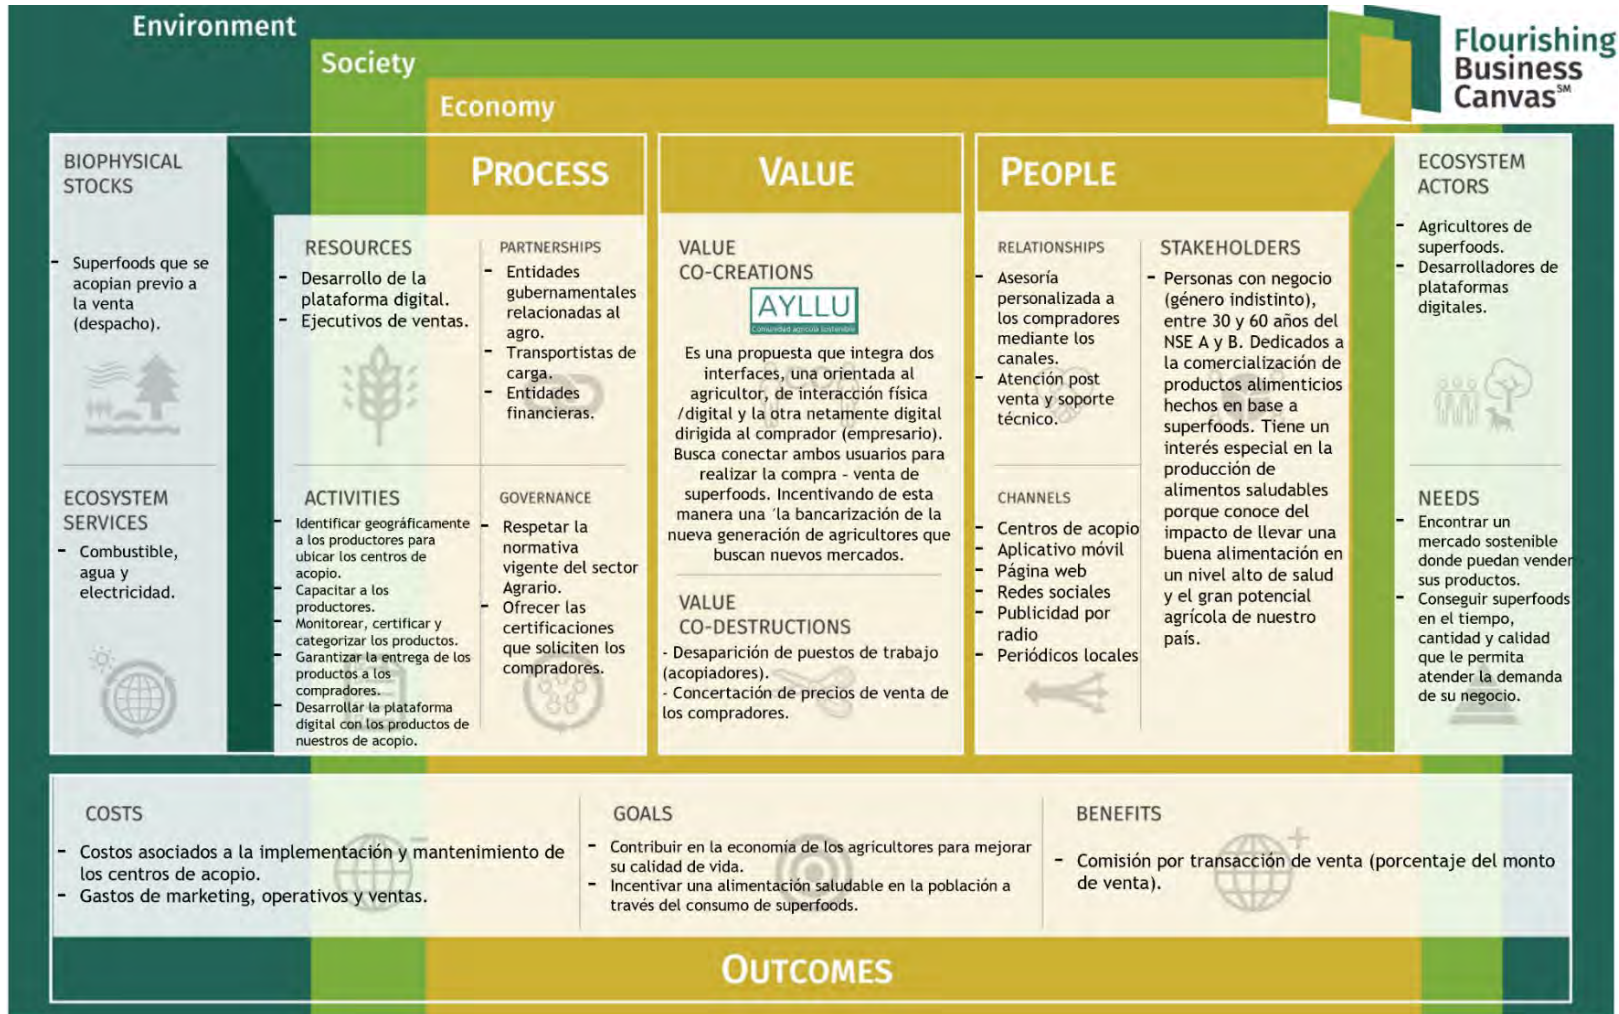 Environment
Society
Economy
Flourishing
Business
Canvas℠
BIOPHYSICAL
STOCKS
- Superfoods que se
acopian previo a
la venta
(despacho).
ECOSYSTEM
SERVICES
- Combustible,
agua y
electricidad.
PROCESS
RESOURCES
- Desarrollo de la
plataforma digital.
- Ejecutivos de ventas.
PARTNERSHIPS
- Entidades
gubernamentales
relacionadas al
agro.
- Transportistas de
carga.
- Entidades
financieras.
ACTIVITIES
- Identificar geográficamente
a los productores para
ubicar los centros de
acopio.
- Capacitar a los
productores.
- Monitorear, certificar y
categorizar los productos.
- Garantizar la entrega de los
productos a los
compradores.
- Desarrollar la plataforma
digital con los productos de
nuestros de acopio.
GOVERNANCE
- Respetar la
normativa
vigente del sector
Agrario.
- Ofrecer las
certificaciones
que soliciten los
compradores.
VALUE
VALUE
CO-CREATIONS
AYLLU
Comunidad agrícola sostenible
Es una propuesta que integra dos
interfaces, una orientada al
agricultor, de interacción física
/digital y la otra netamente digital
dirigida al comprador (empresario).
Busca conectar ambos usuarios para
realizar la compra - venta de
superfoods. Incentivando de esta
manera una ´la bancarización de la
nueva generación de agricultores que
buscan nuevos mercados.
VALUE
CO-DESTRUCTIONS
- Desaparición de puestos de trabajo
(acopiadores).
- Concertación de precios de venta de
los compradores.
PEOPLE
RELATIONSHIPS
- Asesoría
personalizada a
los compradores
mediante los
canales.
- Atención post
venta y soporte
técnico.
STAKEHOLDERS
- Personas con negocio
(género indistinto),
entre 30 y 60 años del
NSE A y B. Dedicados a
la comercialización de
productos alimenticios
hechos en base a
superfoods. Tiene un
interés especial en la
producción de
alimentos saludables
porque conoce del
impacto de llevar una
buena alimentación en
un nivel alto de salud
y el gran potencial
agrícola de nuestro
país.
CHANNELS
- Centros de acopio
- Aplicativo móvil
- Página web
- Redes sociales
- Publicidad por
radio
- Periódicos locales
ECOSYSTEM
ACTORS
- Agricultores de
superfoods.
- Desarrolladores de
plataformas
digitales.
NEEDS
- Encontrar un
mercado sostenible
donde puedan vender
sus productos.
- Conseguir superfoods
en el tiempo,
cantidad y calidad
que le permita
atender la demanda
de su negocio.
COSTS
- Costos asociados a la implementación y mantenimiento de
los centros de acopio.
- Gastos de marketing, operativos y ventas.
GOALS
- Contribuir en la economía de los agricultores para mejorar
su calidad de vida.
- Incentivar una alimentación saludable en la población a
través del consumo de superfoods.
BENEFITS
- Comisión por transacción de venta (porcentaje del monto
de venta).
OUTCOMES